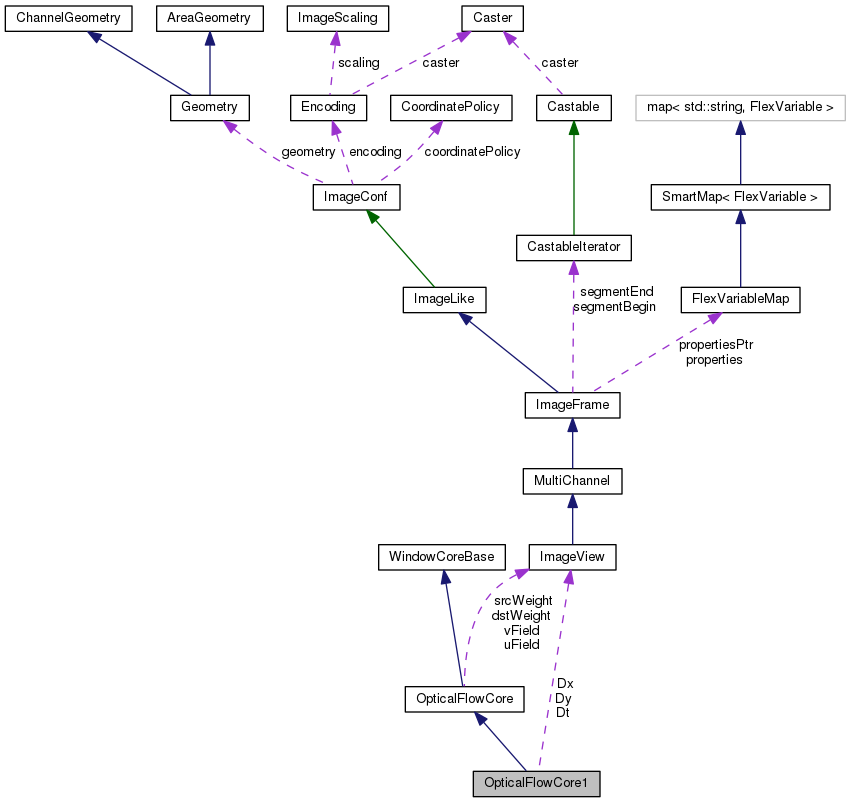 ChannelGeometry
AreaGeometry
ImageScaling
Caster
scaling
caster
caster
Geometry
Encoding
CoordinatePolicy
Castable
map< std::string, FlexVariable >
geometry
encoding
coordinatePolicy
ImageConf
SmartMap< FlexVariable >
CastableIterator
ImageLike
segmentEnd
segmentBegin
FlexVariableMap
propertiesPtr
properties
ImageFrame
MultiChannel
WindowCoreBase
ImageView
srcWeight
dstWeight
vField
uField
Dx
Dy
Dt
OpticalFlowCore
OpticalFlowCore1